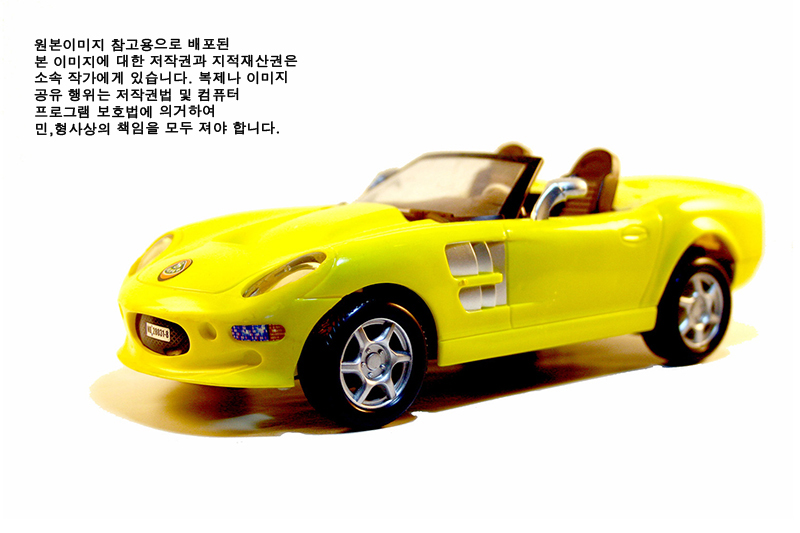 원본이미지 참고용으로 배포된
본 이미지에 대한 저작권과 지적재산권은
소속 작가에게 있습니다. 복제나 이미지
공유 행위는 저작권법 및 컴퓨터
프로그램 보호법에 의거하여
민,형사상의 책임을 모두 져야 합니다.